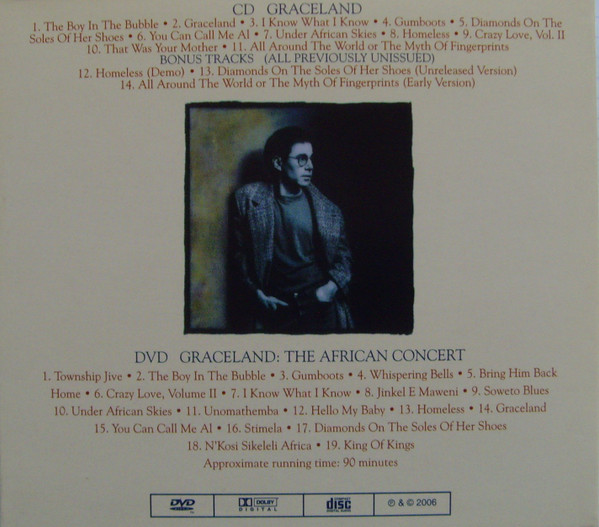 CD GRACELAND
1. The Boy In The Bubble • 2. Graceland • 3. I Know What I Know • 4. Gumboots • 5. Diamonds On The
Soles Of Her Shoes • 6. You Can Call Me Al • 7. Under African Skies • 8. Homeless • 9. Crazy Love, Vol. II
10. That Was Your Mother • 11. All Around The World or The Myth Of Fingerprints
BONUS TRACKS (ALL PREVIOUSLY UNISSUED)
12. Homeless (Demo) • 13. Diamonds On The Soles Of Her Shoes (Unreleased Version)
14. All Around The World or The Myth Of Fingerprints (Early Version)
DVD GRACELAND: THE AFRICAN CONCERT
1. Township Jive • 2. The Boy In The Bubble • 3. Gumboots • 4. Whispering Bells • 5. Bring Him Back
Home • 6. Crazy Love, Volume II • 7. I Know What I Know • 8. Jinkel E Maweni • 9. Soweto Blues
10. Under African Skies • 11. Unomathemba • 12. Hello My Baby • 13. Homeless • 14. Graceland
15. You Can Call Me Al • 16. Stimela • 17. Diamonds On The Soles Of Her Shoes
18. N'Kosi Sikeleli Africa • 19. King Of Kings
Approximate running time: 90 minutes
DVD DOLBY DIGITAL COMPACT disc DIGITAL AUDIO ℗ & © 2006